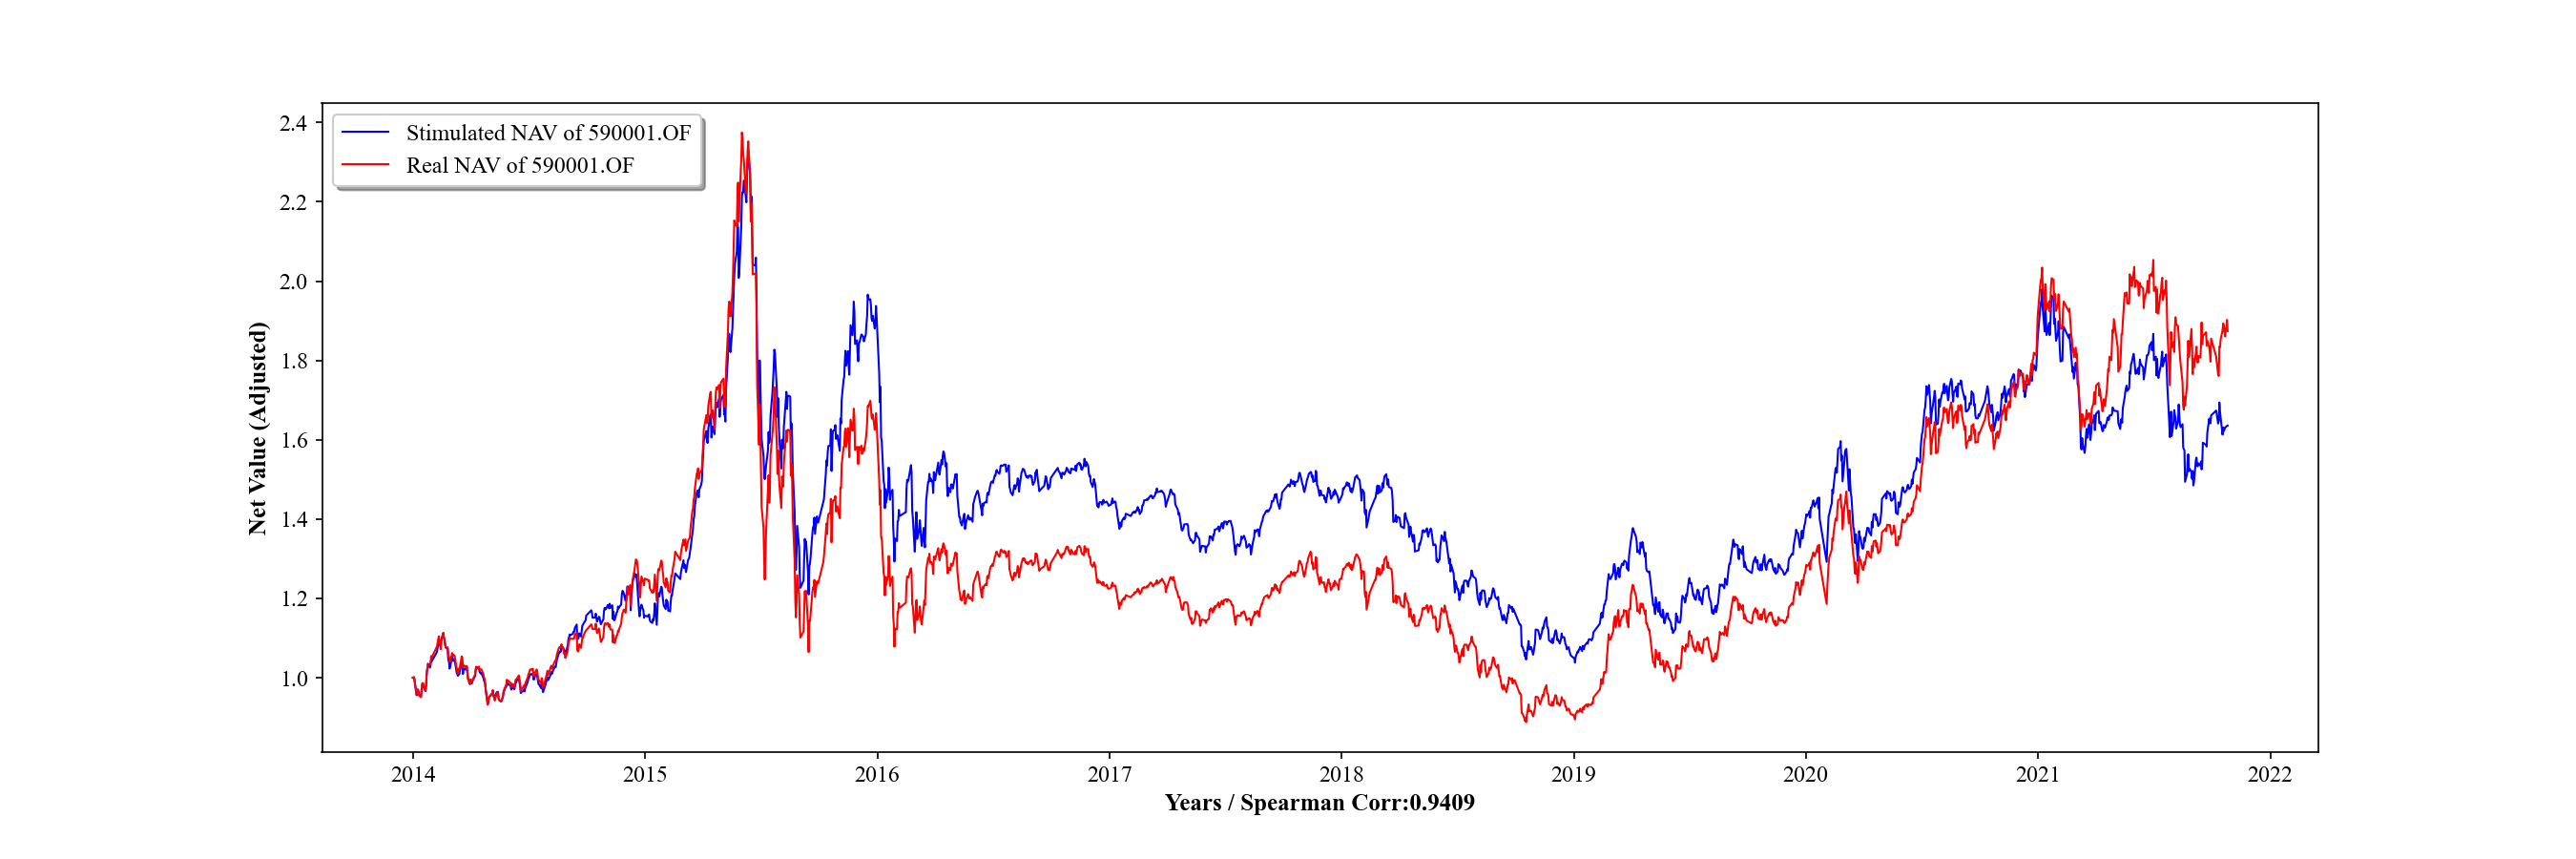 2.4
2.2
2.0
1.8
1.6
1.4
1.2
1.0
Net Value (Adjusted)
Stimulated NAV of 590001.OF
Real NAV of 590001.OF
2014 2015 2016 2017 2018 2019 2020 2021 2022
Years / Spearman Corr:0.9409